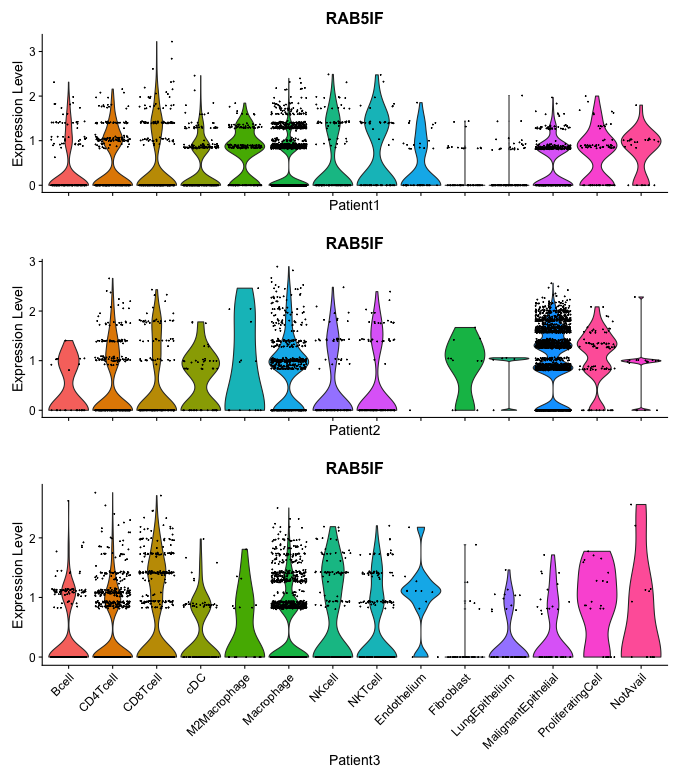 RAB5IF
Expression Level
3
2
1
0
Patient1
RAB5IF
Expression Level
3
2
1
0
Patient2
RAB5IF
Expression Level
2
1
0
Bcell
CD4Tcell
CD8Tcell
cDC
M2Macrophage
Macrophage
NKcell
NKTcell
Endothelium
Fibroblast
LungEpithelium
MalignantEpithelial
ProliferatingCell
NotAvail
Patient3